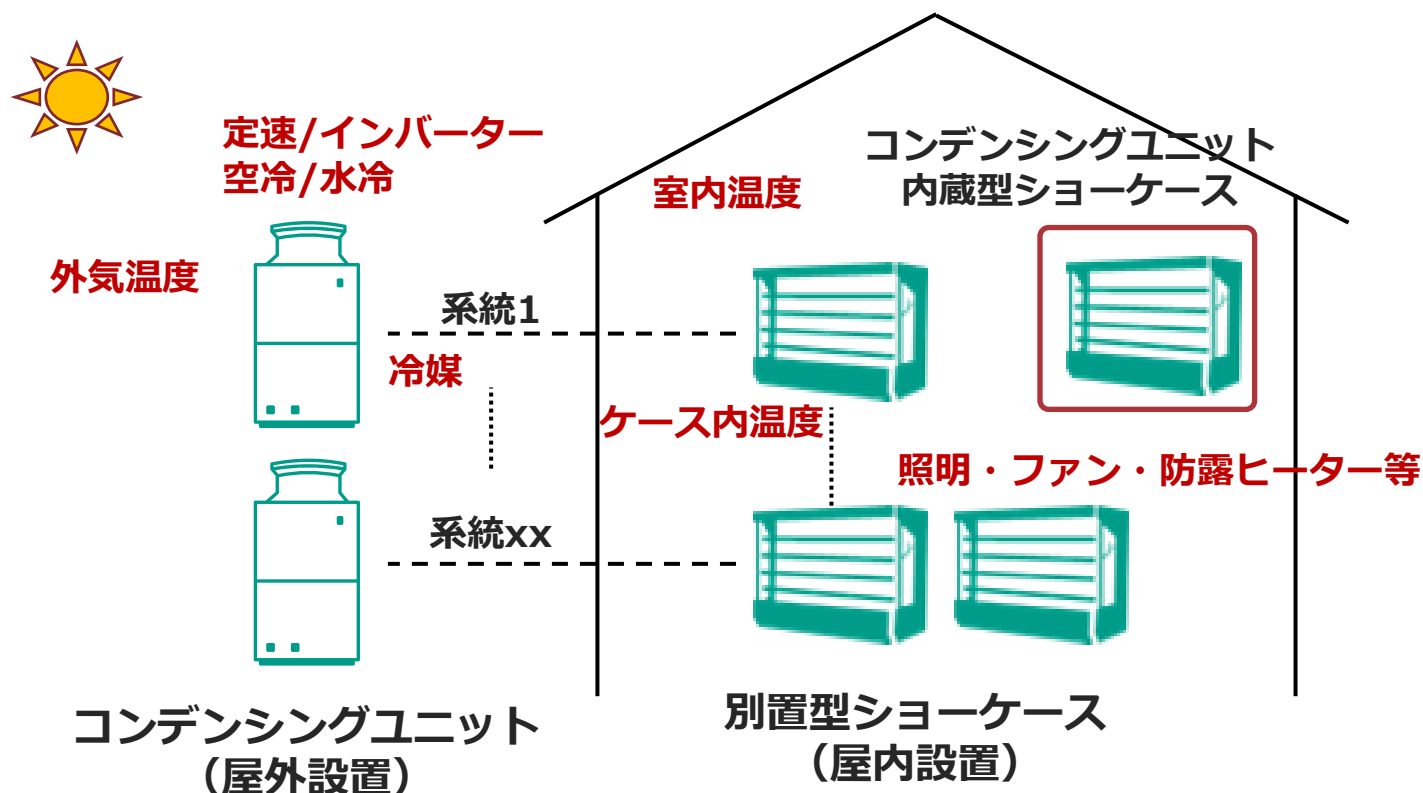 定速/インバーター
空冷/水冷
外気温度
コンデンシングユニット
内蔵型ショーケース
室内温度
系統1
冷媒
ケース内温度
照明・ファン・防露ヒーター等
系統xx
コンデンシングユニット
（屋外設置）
別置型ショーケース
（屋内設置）